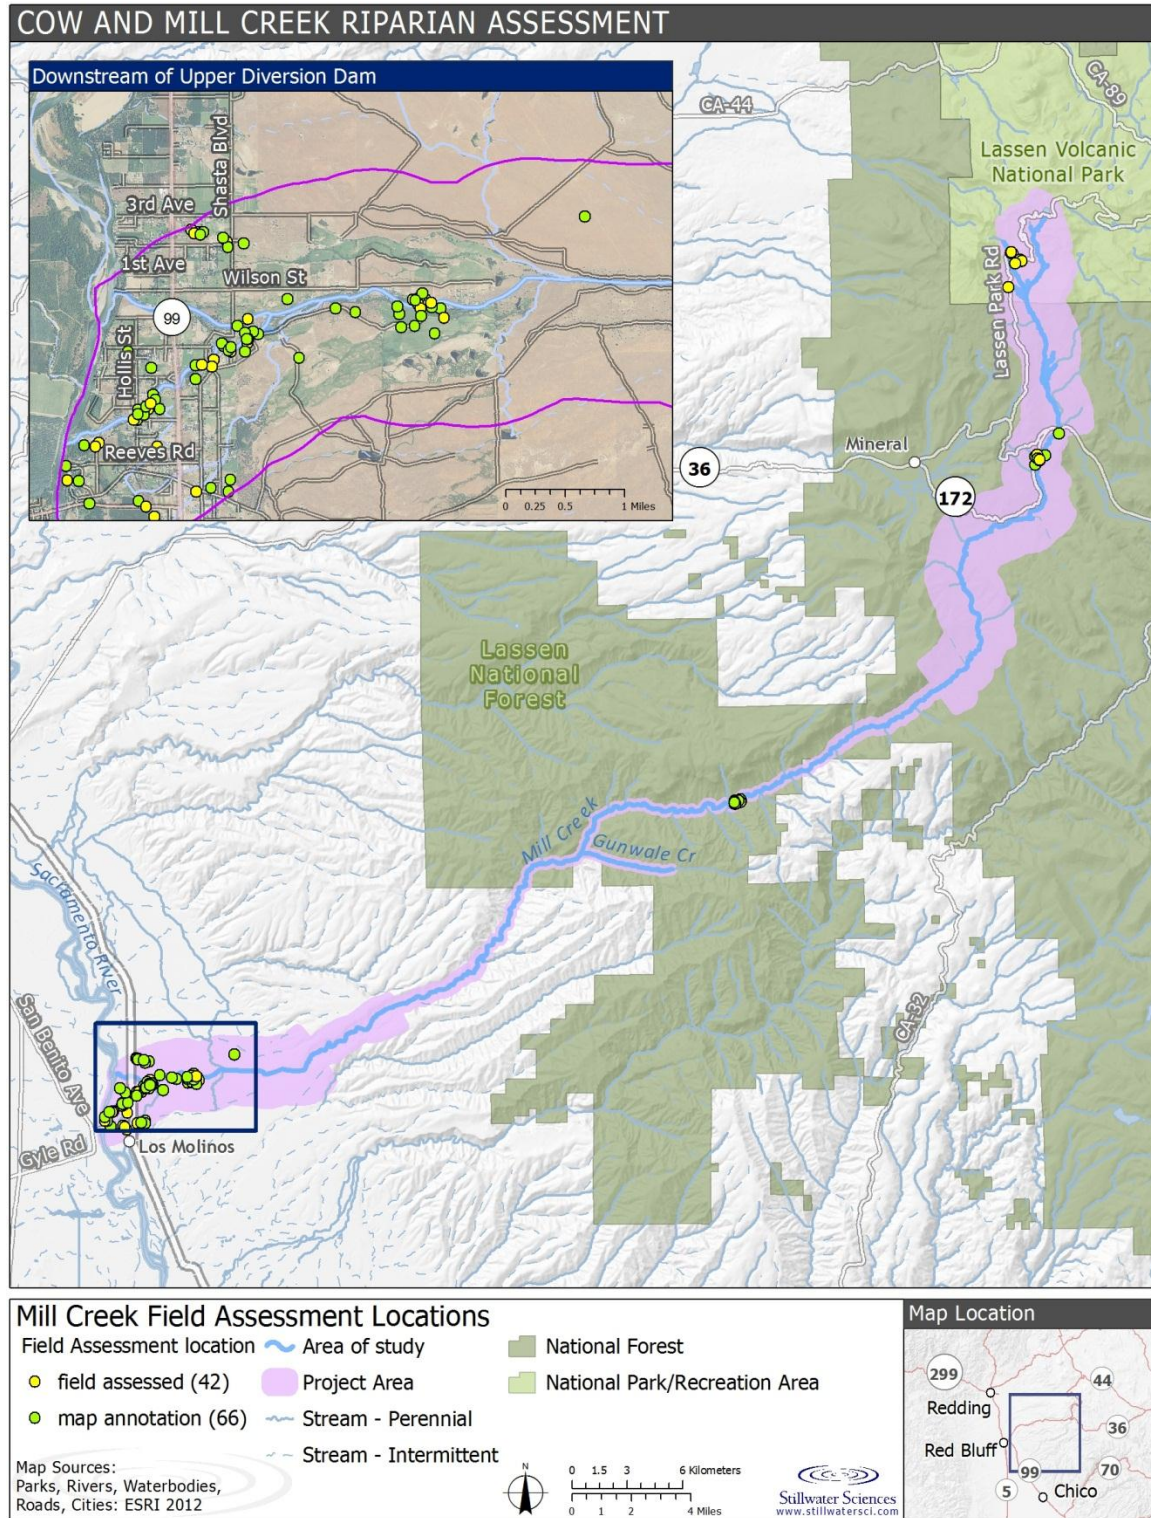 COW AND MILL CREEK RIPARIAN ASSESSMENT
Downstream of Upper Diversion Dam
3rd Ave
Shasta Blvd
1st Ave
Wilson St
99
Hollis St
Reeves Rd
0 0.25 0.5 1 Miles
CA-44
CA-89
Lassen Volcanic
National Park
Lassen Park Rd
36
Mineral
172
Lassen
National
Forest
Mill Creek
Gunwale Cr
Sacramento River
San Benito Ave
Gyle Rd
Los Molinos
CA-32
Mill Creek Field Assessment Locations
Field Assessment location
field assessed (42)
map annotation (66)
Area of study
Project Area
Stream - Perennial
Stream - Intermittent
National Forest
National Park/Recreation Area
Map Sources:
Parks, Rivers, Waterbodies,
Roads, Cities: ESRI 2012
N
0 1.5 3 6 Kilometers
0 1 2 4 Miles
Stillwater Sciences
www.stillwatersci.com
Map Location
299
44
Redding
36
Red Bluff
99
70
5
Chico